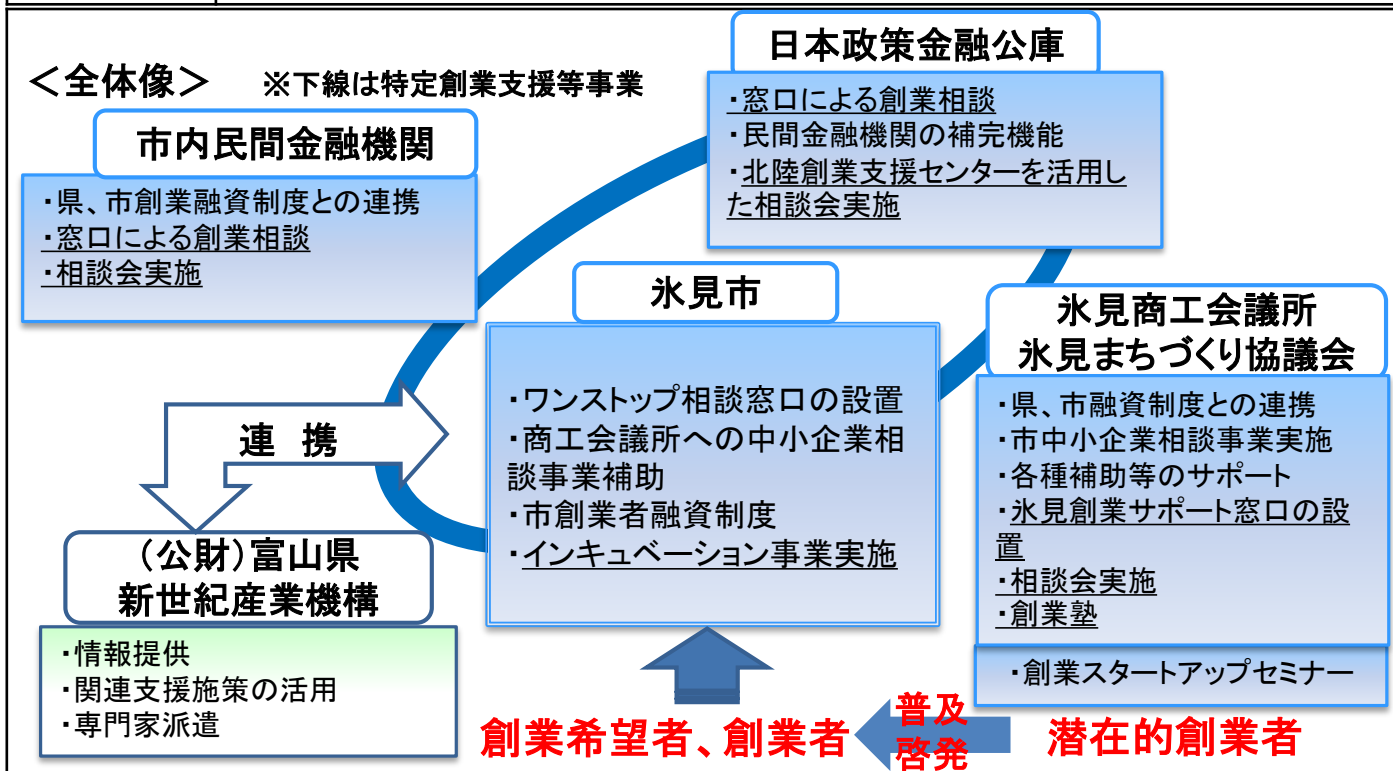 ＜全体像＞　※下線は特定創業支援等事業
日本政策金融公庫
・窓口による創業相談
・民間金融機関の補完機能
・北陸創業支援センターを活用し
た相談会実施
市内民間金融機関
・県、市創業融資制度との連携
・窓口による創業相談
・相談会実施
氷見市
・ワンストップ相談窓口の設置
・商工会議所への中小企業相
談事業補助
・市創業者融資制度
・インキュベーション事業実施
氷見商工会議所
氷見まちづくり協議会
・県、市融資制度との連携
・市中小企業相談事業実施
・各種補助等のサポート
・氷見創業サポート窓口の設
置
・相談会実施
・創業塾
・創業スタートアップセミナー
連 携
（公財）富山県
新世紀産業機構
・情報提供
・関連支援施策の活用
・専門家派遣
創業希望者、創業者
普及
啓発
潜在的創業者